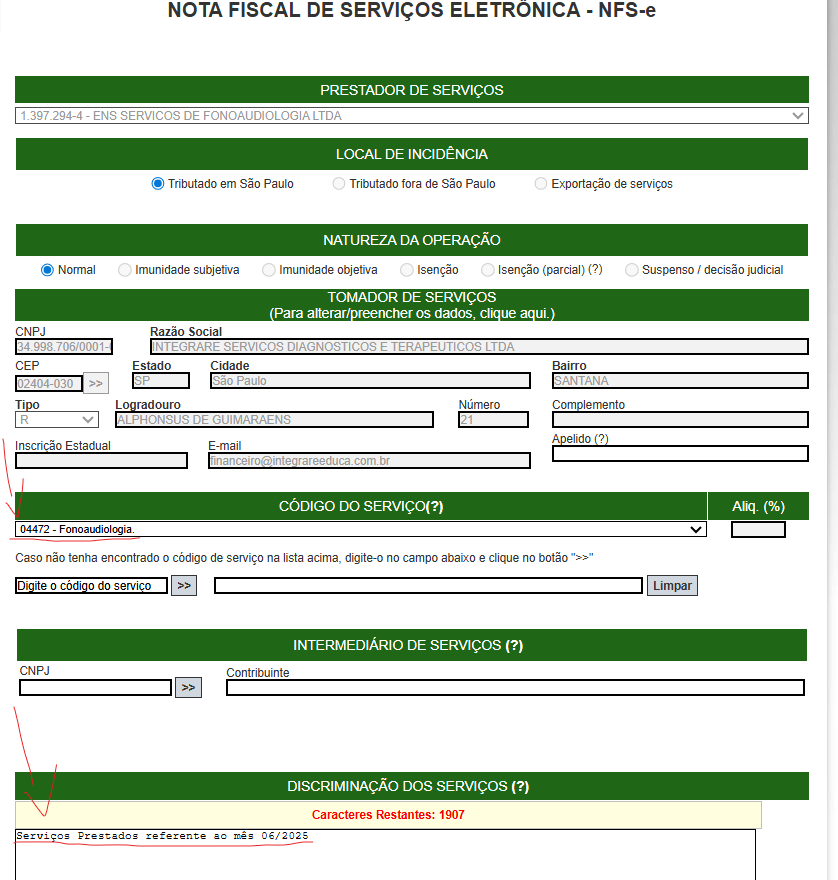 NOTA FISCAL DE SERVIÇOS ELETRÔNICA - NFS-e
PRESTADOR DE SERVIÇOS
1.397.294-4 - ENS SERVICOS DE FONOAUDIOLOGIA LTDA
LOCAL DE INCIDÊNCIA
Tributado em São Paulo Tributado fora de São Paulo Exportação de serviços
NATUREZA DA OPERAÇÃO
Normal Imunidade subjetiva Imunidade objetiva Isenção Isenção (parcial) (?) Suspenso / decisão judicial
TOMADOR DE SERVIÇOS
(Para alterar/preencher os dados, clique aqui.)
CNPJ Razão Social
34.998.706/0001- INTEGRARE SERVICOS DIAGNOSTICOS E TERAPEUTICOS LTDA
CEP Estado Cidade Bairro
02404-030 >> SP São Paulo SANTANA
Tipo Logradouro Número Complemento
R ALPHONSUS DE GUIMARAENS 21
Inscrição Estadual E-mail Apelido (?)
financeiro@integrareeduca.com.br
CÓDIGO DO SERVIÇO(?) Aliq. (%)
04472 - Fonoaudiologia.
Caso não tenha encontrado o código de serviço na lista acima, digite-o no campo abaixo e clique no botão ">>"
Digite o código do serviço >> Limpar
INTERMEDIÁRIO DE SERVIÇOS (?)
CNPJ Contribuinte
>>
DISCRIMINAÇÃO DOS SERVIÇOS (?)
Caracteres Restantes: 1907
Serviços Prestados referente ao mês 06/2025